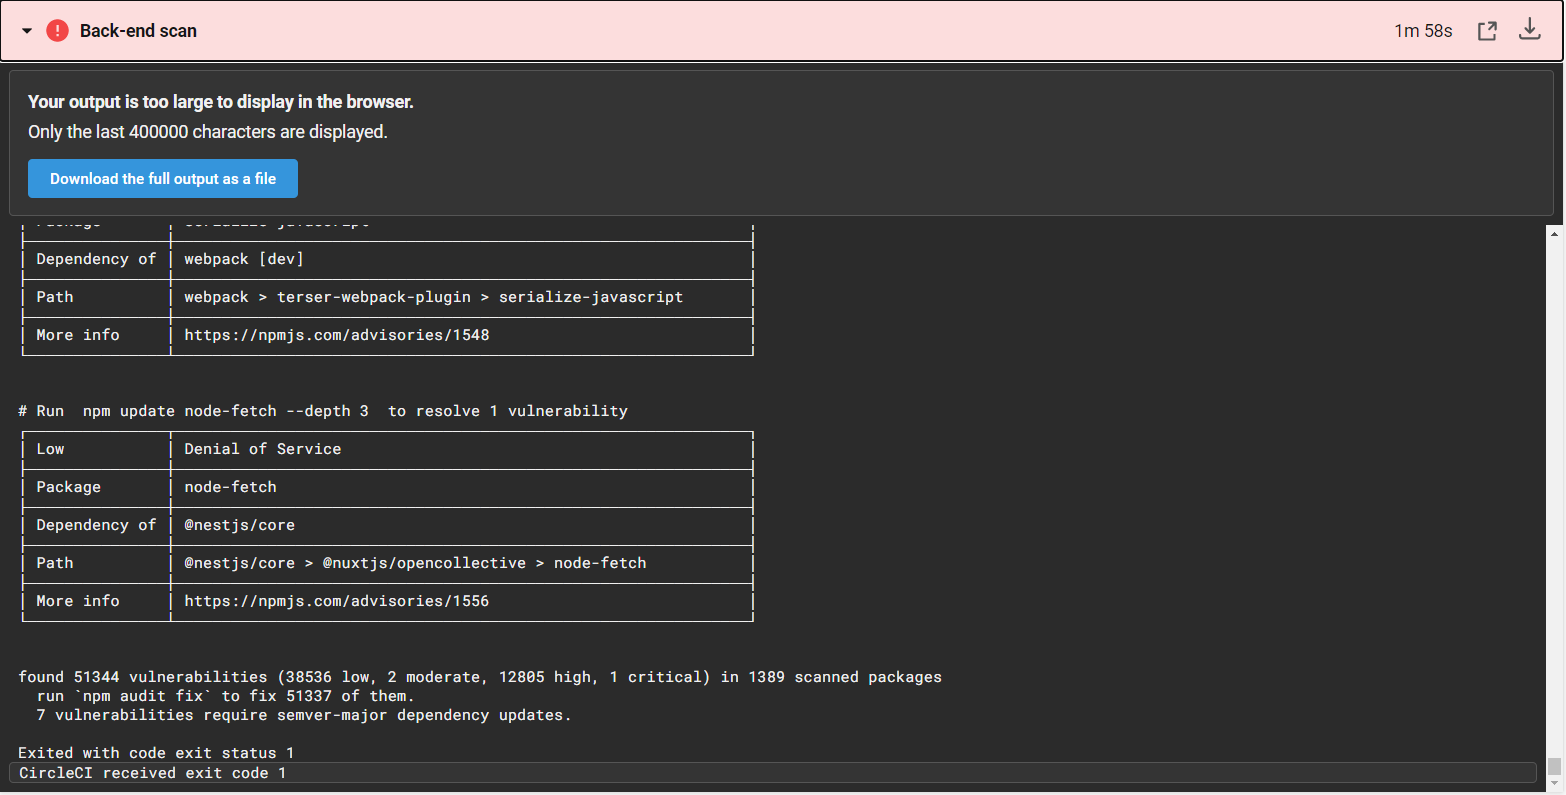 Back-end scan
1m 58s
Your output is too large to display in the browser.
Only the last 400000 characters are displayed.
Download the full output as a file
Package serialize-javascript
Dependency of webpack [dev]
Path webpack > terser-webpack-plugin > serialize-javascript
More info https://npmjs.com/advisories/1548
# Run  npm update node-fetch --depth 3  to resolve 1 vulnerability
Low Denial of Service
Package node-fetch
Dependency of @nestjs/core
Path @nestjs/core > @nuxtjs/opencollective > node-fetch
More info https://npmjs.com/advisories/1556
found 51344 vulnerabilities (38536 low, 2 moderate, 12805 high, 1 critical) in 1389 scanned packages
run `npm audit fix` to fix 51337 of them.
7 vulnerabilities require semver-major dependency updates.
Exited with code exit status 1
CircleCI received exit code 1